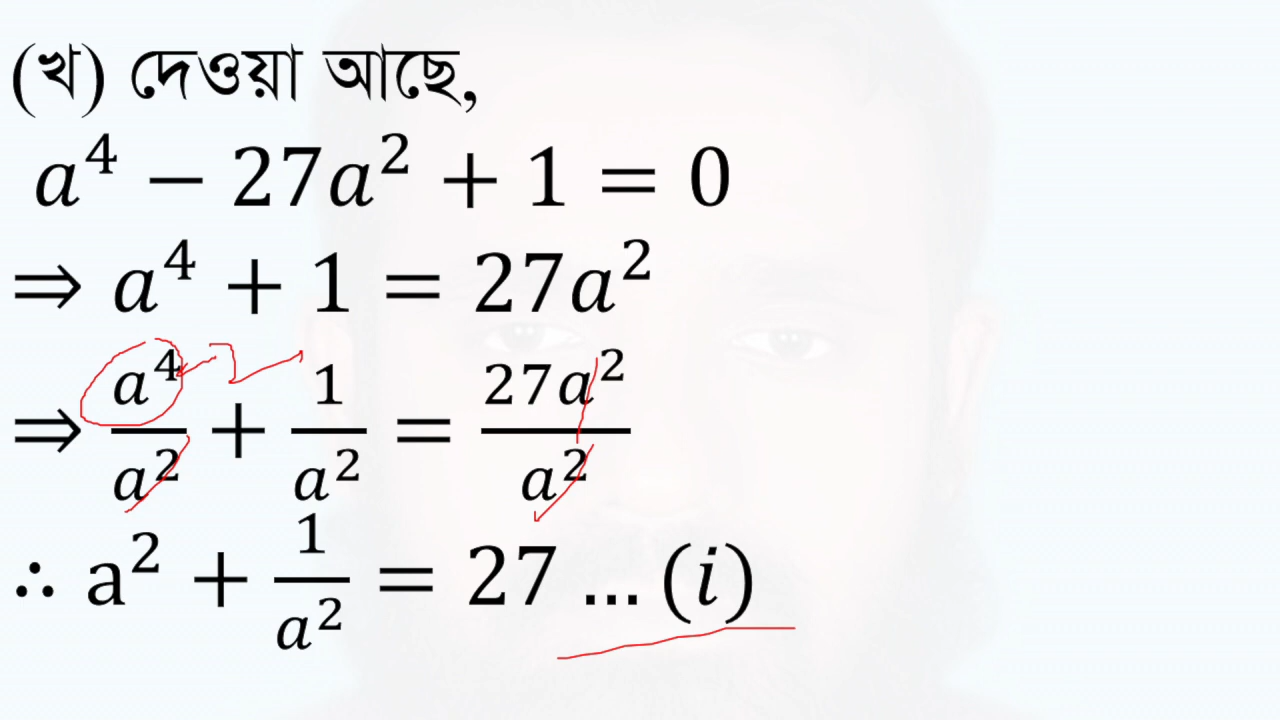 (খ) দেওয়া আছে,
a⁴ − 27a² + 1 = 0
⇒ a⁴ + 1 = 27a²
⇒ a⁴/a² + 1/a² = 27a²/a²
∴ a² + 1/a² = 27 … (i)